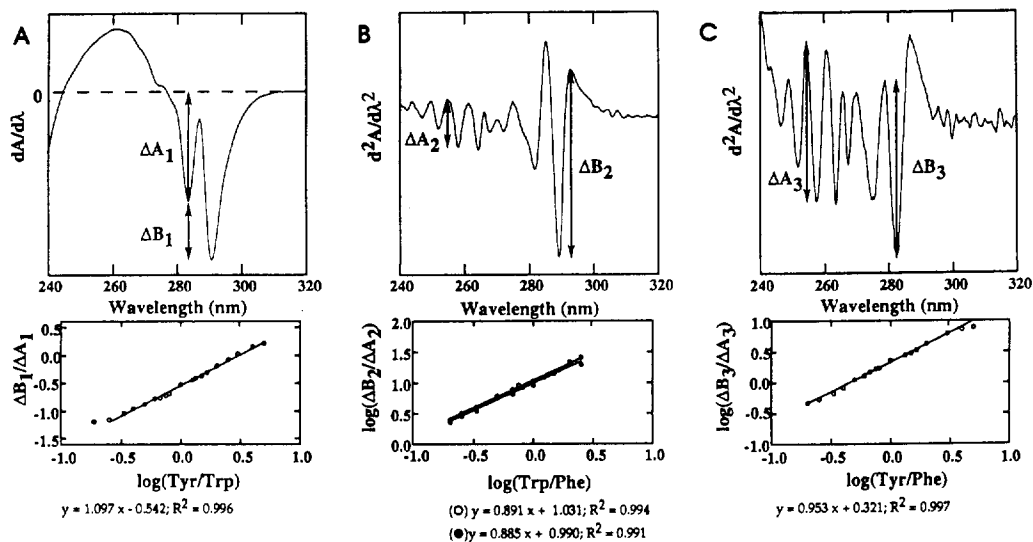 A
B
C
0
dA/dλ
ΔA1
ΔB1
240 260 280 300 320
Wavelength (nm)
d²A/dλ²
ΔA2
ΔB2
240 260 280 300 320
Wavelength (nm)
d²A/dλ²
ΔA3
ΔB3
240 260 280 300 320
Wavelength (nm)
ΔB1/ΔA1
0.5
0.0
-0.5
-1.0
-1.5
-1.0 -0.5 0.0 0.5 1.0
log(Tyr/Trp)
y = 1.097 x - 0.542; R² = 0.996
log(ΔB2/ΔA2)
2.0
1.5
1.0
0.5
0.0
-1.0 -0.5 0.0 0.5 1.0
log(Trp/Phe)
(O) y = 0.891 x + 1.031; R² = 0.994
(●)y = 0.885 x + 0.990; R² = 0.991
log(ΔB3/ΔA3)
1.0
0.5
0.0
-0.5
-1.0
-1.0 -0.5 0.0 0.5 1.0
log(Tyr/Phe)
y = 0.953 x + 0.321; R² = 0.997